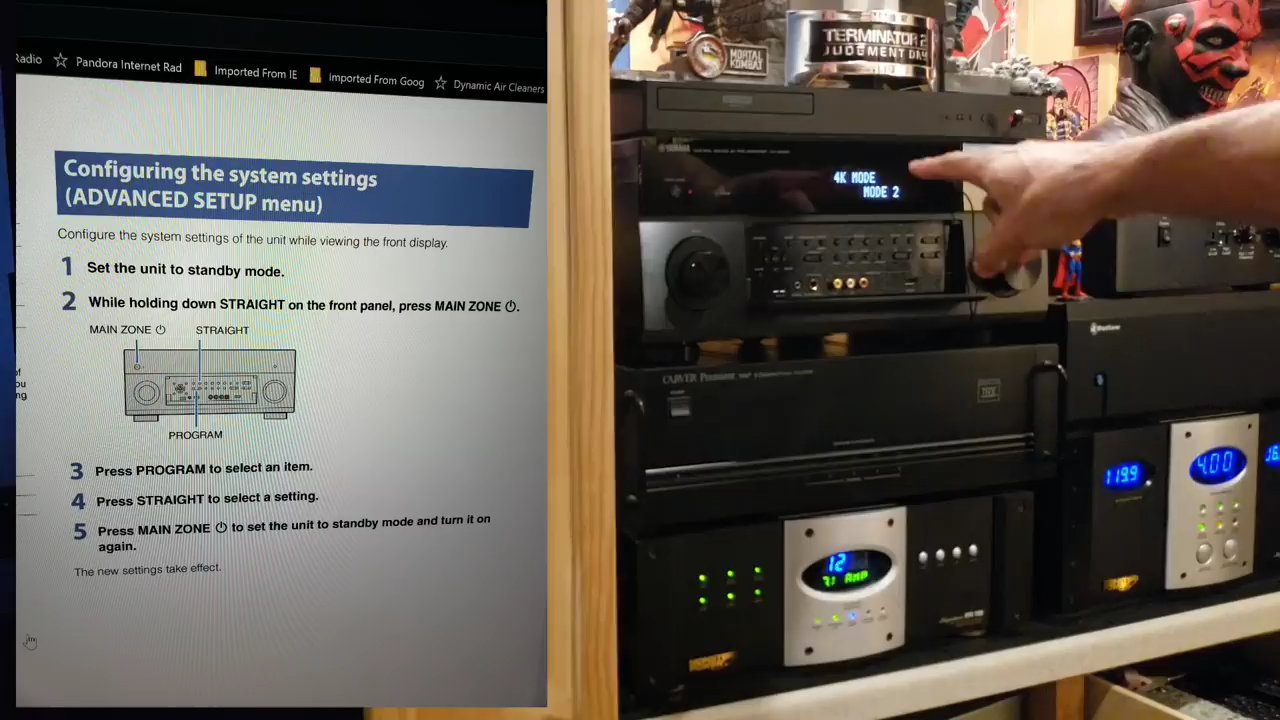 Radio
Pandora Internet Rad
Imported From IE
Imported From Goog
Dynamic Air Cleaners
Configuring the system settings
(ADVANCED SETUP menu)
Configure the system settings of the unit while viewing the front display.
1 Set the unit to standby mode.
2 While holding down STRAIGHT on the front panel, press MAIN ZONE ⏻.
MAIN ZONE ⏻
STRAIGHT
PROGRAM
3 Press PROGRAM to select an item.
4 Press STRAIGHT to select a setting.
5 Press MAIN ZONE ⏻ to set the unit to standby mode and turn it on
again.
The new settings take effect.
MORTAL
KOMBAT
TERMINATOR 2
JUDGEMENT DAY
YAMAHA
4K MODE
MODE 2
CARVER
THX
119.9
4.00
12
7.1 AMP
MONSTER